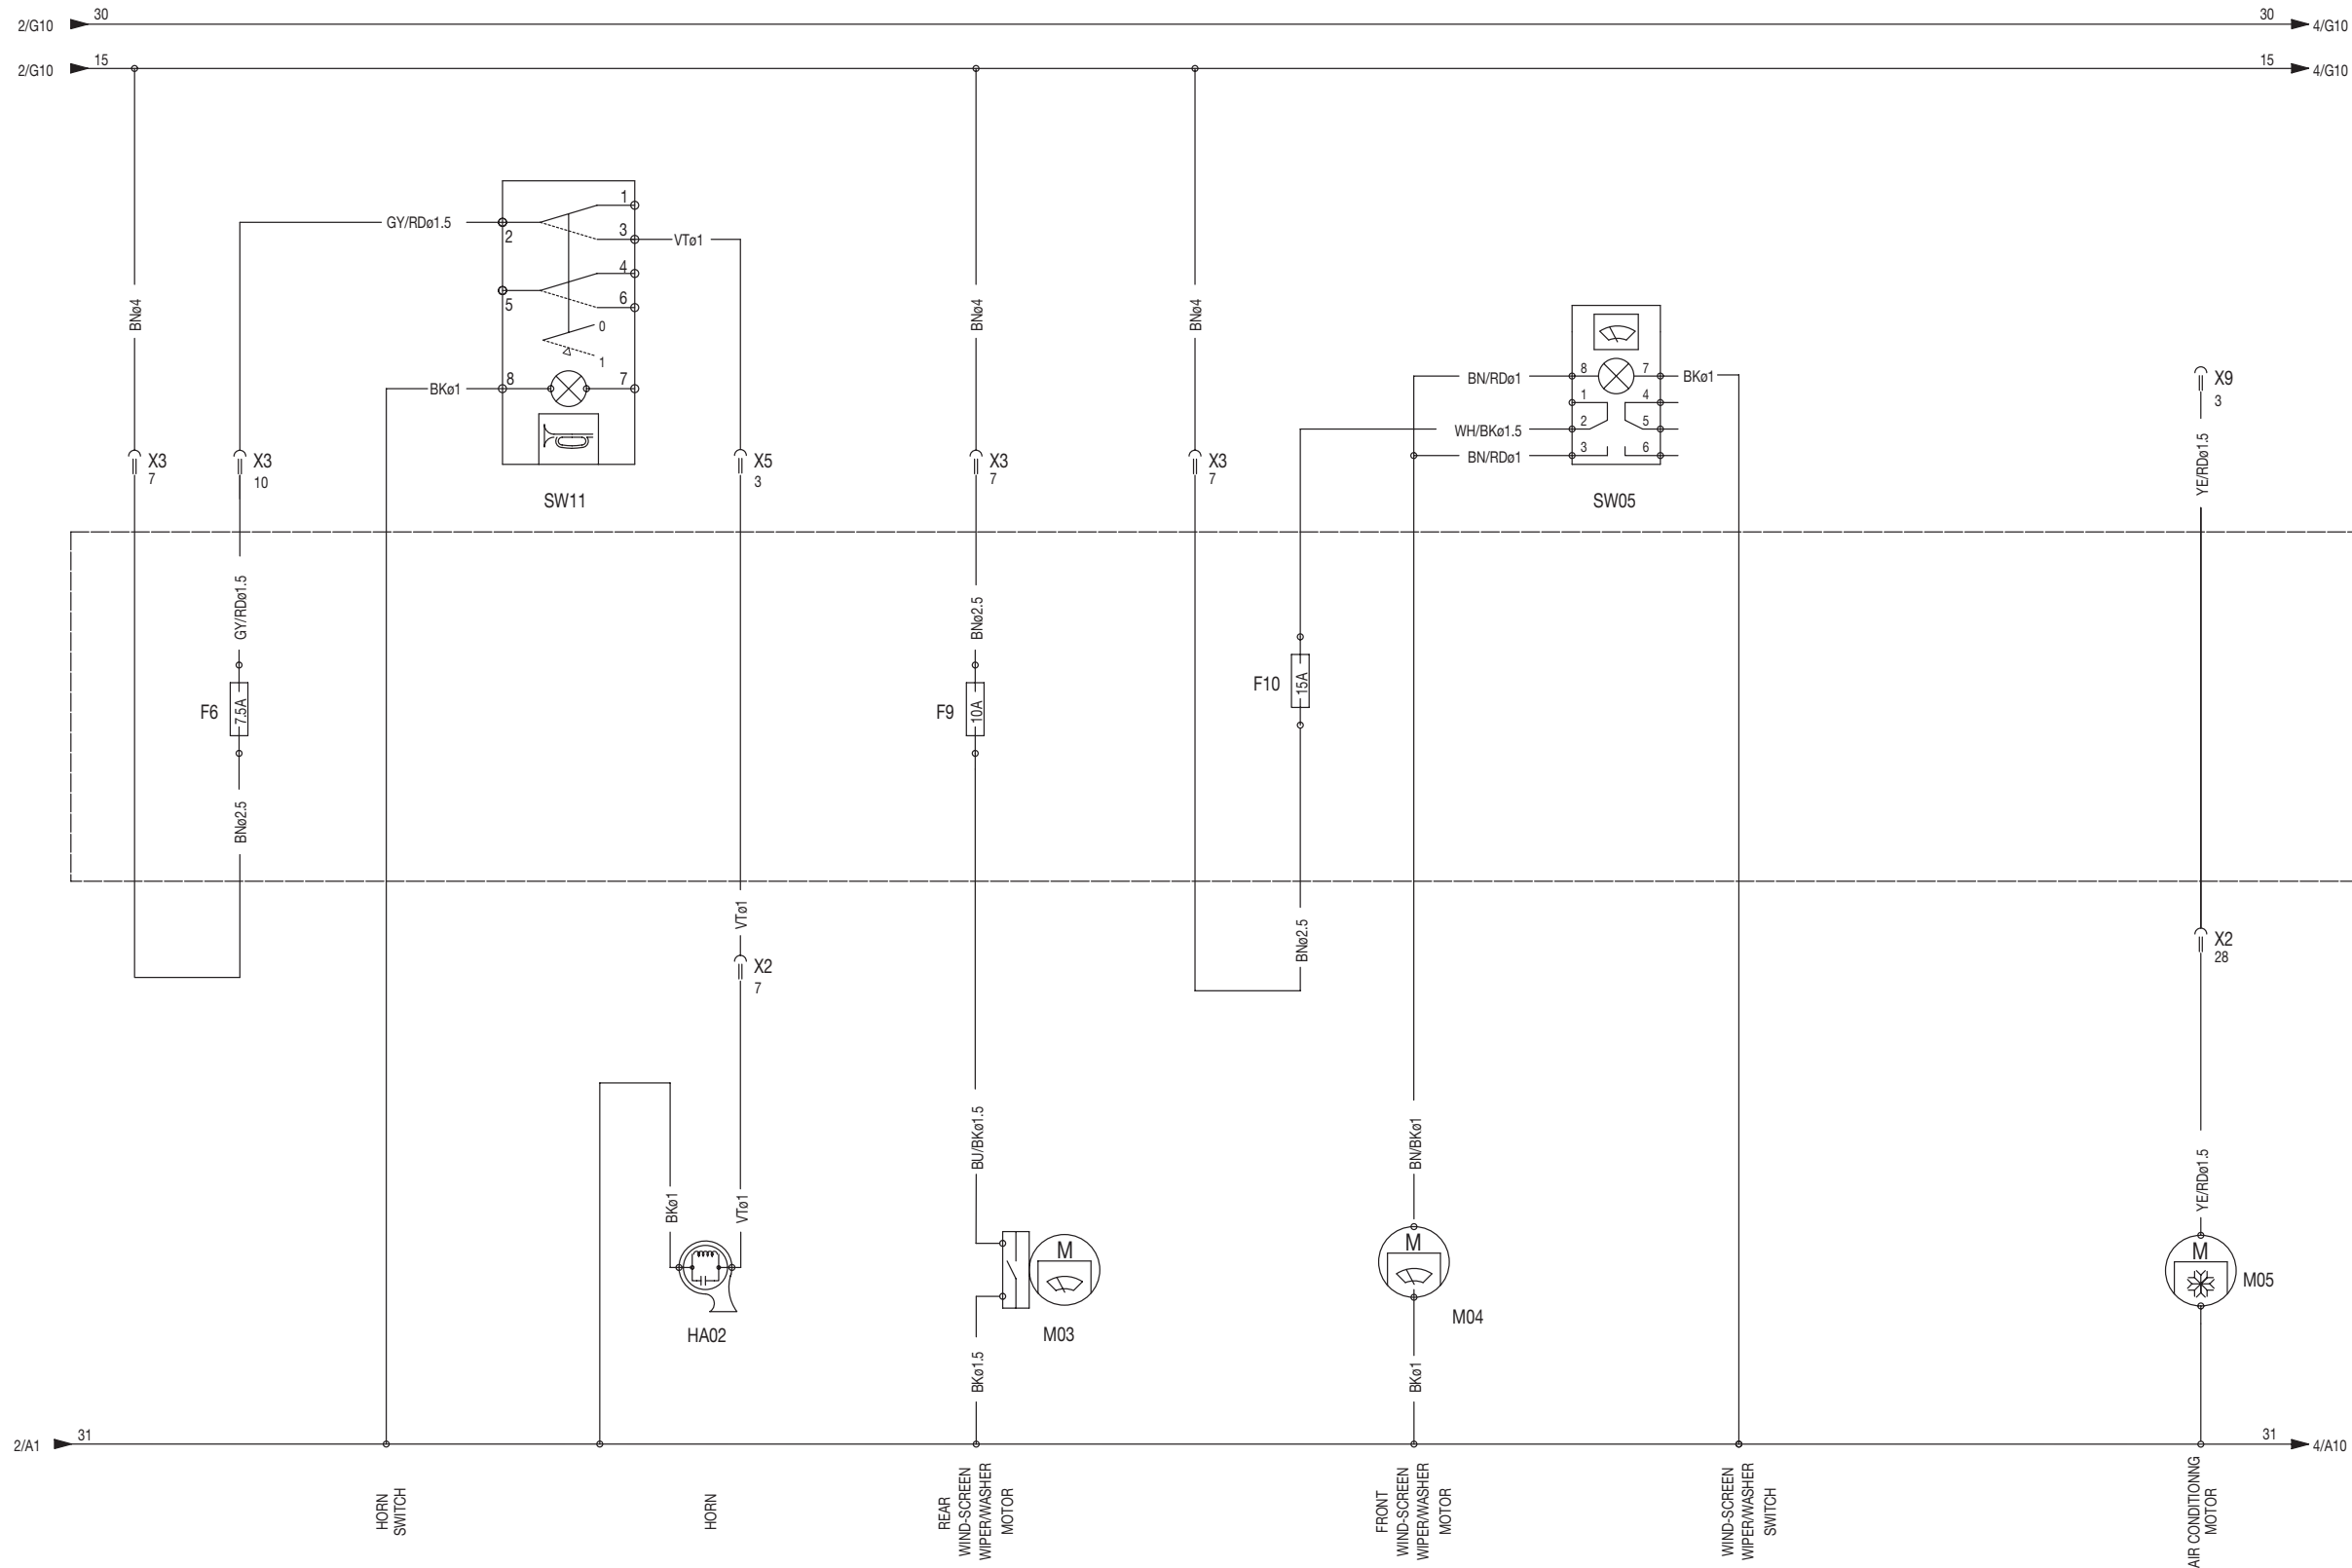 2/G10 30 30 4/G10
2/G10 15 15 4/G10
GY/RDø1.5
1
2
3
VTø1
4
5
6
0
1
BKø1
8
7
SW11
BNø4
X3
7
X3
10
X5
3
BNø4
X3
7
BNø4
X3
7
BN/RDø1
8
7
BKø1
1
4
WH/BKø1.5
2
5
BN/RDø1
3
6
SW05
X9
3
YE/RDø1.5
GY/RDø1.5
F6
7.5A
BNø2.5
BNø2.5
F9
10A
F10
15A
BNø2.5
VTø1
X2
7
X2
28
BKø1
VTø1
HA02
BU/BKø1.5
M
M03
BKø1.5
BN/BKø1
M
M04
BKø1
YE/RDø1.5
M
M05
2/A1 31 31 4/A10
HORN
SWITCH
HORN
REAR
WIND-SCREEN
WIPER/WASHER
MOTOR
FRONT
WIND-SCREEN
WIPER/WASHER
MOTOR
WIND-SCREEN
WIPER/WASHER
SWITCH
AIR CONDITIONNG
MOTOR